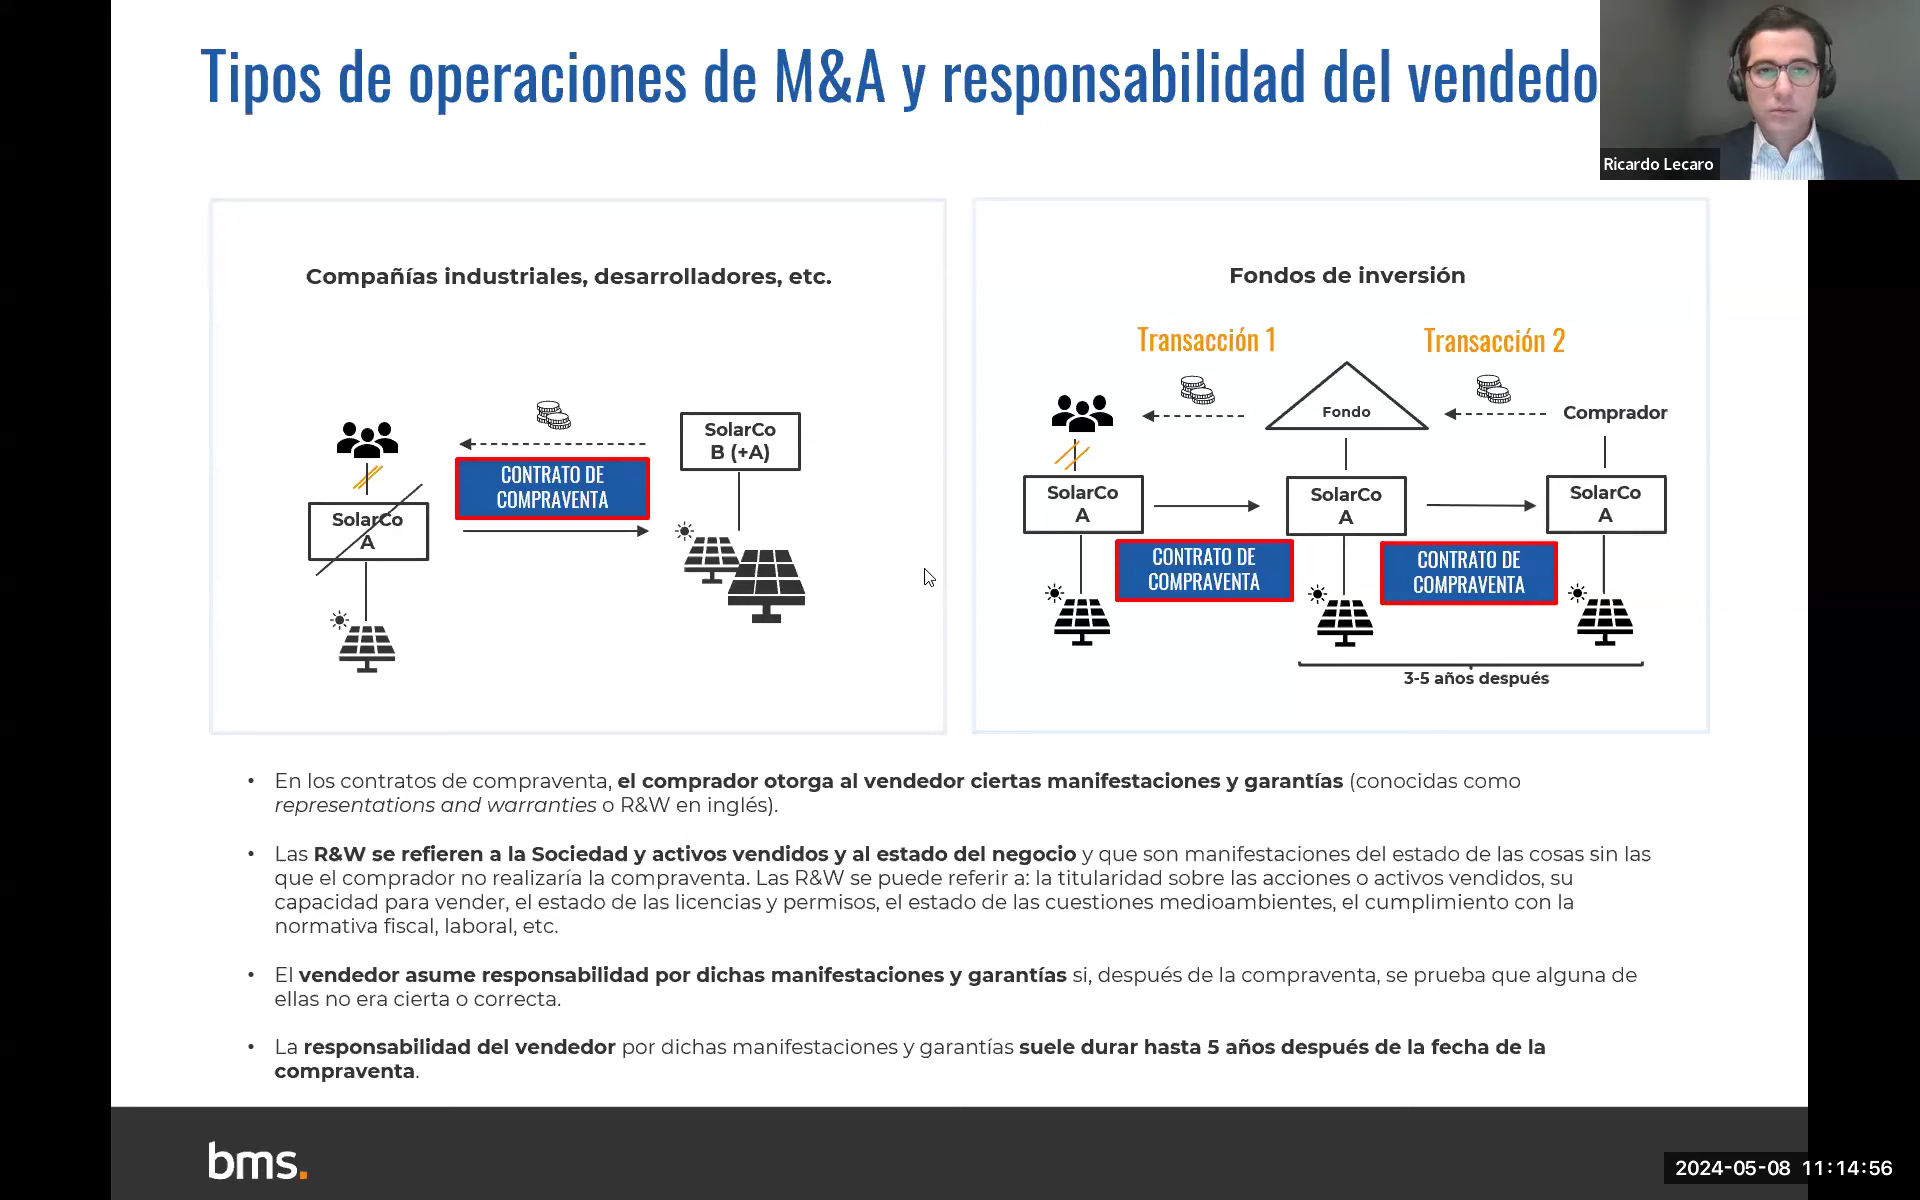 Tipos de operaciones de M&A y responsabilidad del vendedo
Ricardo Lecaro
Compañías industriales, desarrolladores, etc.
SolarCo
B (+A)
CONTRATO DE
COMPRAVENTA
SolarCo
A
Fondos de inversión
Transacción 1
Transacción 2
Fondo
Comprador
SolarCo
A
SolarCo
A
SolarCo
A
CONTRATO DE
COMPRAVENTA
CONTRATO DE
COMPRAVENTA
3-5 años después
• En los contratos de compraventa, el comprador otorga al vendedor ciertas manifestaciones y garantías (conocidas como
representations and warranties o R&W en inglés).
• Las R&W se refieren a la Sociedad y activos vendidos y al estado del negocio y que son manifestaciones del estado de las cosas sin las
que el comprador no realizaría la compraventa. Las R&W se puede referir a: la titularidad sobre las acciones o activos vendidos, su
capacidad para vender, el estado de las licencias y permisos, el estado de las cuestiones medioambientes, el cumplimiento con la
normativa fiscal, laboral, etc.
• El vendedor asume responsabilidad por dichas manifestaciones y garantías si, después de la compraventa, se prueba que alguna de
ellas no era cierta o correcta.
• La responsabilidad del vendedor por dichas manifestaciones y garantías suele durar hasta 5 años después de la fecha de la
compraventa.
bms.
2024-05-08 11:14:56